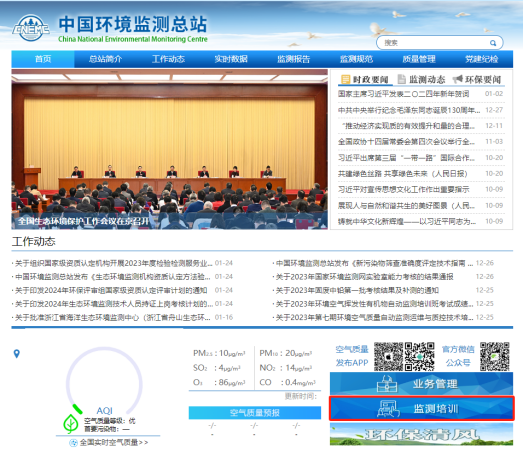 CNEMC
中国环境监测总站
China National Environmental Monitoring Centre
搜索
首页 总站简介 工作动态 实时数据 监测报告 监测规范 质量管理 党建纪检
时政要闻 监测动态 环保要闻
国家主席习近平发表二〇二四年新年贺词 01-02
中共中央举行纪念毛泽东同志诞辰130周年... 12-27
“推动经济实现质的有效提升和量的合理... 12-11
全国政协十四届常委会第四次会议举行全... 11-03
习近平出席第三届“一带一路”国际合作... 10-20
共建绿色丝路 共享绿色未来（人民日报） 10-20
习近平对宣传思想文化工作作出重要指示 10-09
展现人与自然和谐共生的美好图景（人民... 10-09
铸就中华文化新辉煌——以习近平同志为... 10-09
全国生态环境保护工作会议在京召开
工作动态
· 关于组织国家级资质认定机构开展2023年度检验检测服务业... 01-24
· 中国环境监测总站发布《生态环境监测机构资质认定方法验... 01-24
· 关于印发2024年环保评审组国家级资质认定评审计划的通知 01-24
· 关于印发2024年生态环境监测技术人员持证上岗考核计划的... 01-24
· 关于批准浙江省海洋生态环境监测中心（浙江省舟山生态环... 01-16
· 中国环境监测总站发布《新污染物筛查准确度评定技术指南 ... 12-26
· 关于2023年国家环境监测网实验室能力考核的结果通报 12-26
· 关于2023年固废中铅第一批考核结果及补测的通知 12-25
· 关于2023年环境空气挥发性有机物自动监测培训班考试成绩... 12-25
· 关于2023年第七期环境空气质量自动监测运维与质控技术培... 12-25
AQI
空气质量等级：优
首要污染物：—
全国实时空气质量>>
PM₂.₅ : 10μg/m³ PM₁₀ : 20μg/m³
SO₂ : 4μg/m³ NO₂ : 14μg/m³
O₃ : 86μg/m³ CO : 0.4mg/m³
更新时间：
空气质量预报
-/- -/- -/-
- - -
空气质量
发布APP
官方微信
公众号
业务管理
监测培训
环保清风